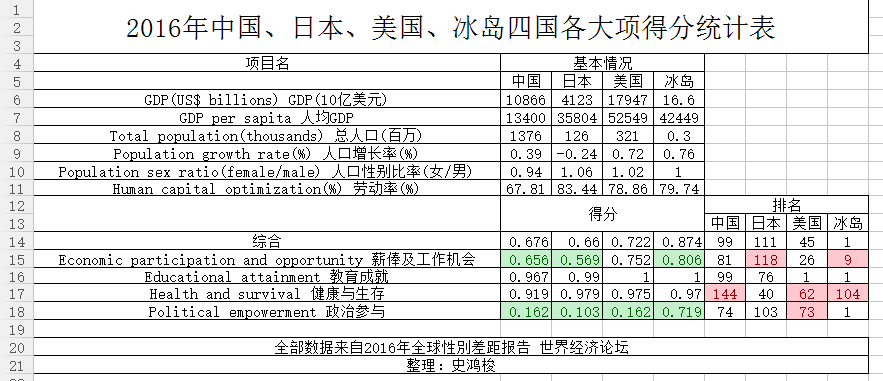 1
2
3
2016年中国、日本、美国、冰岛四国各大项得分统计表
4 项目名 基本情况
5 中国 日本 美国 冰岛
6 GDP(US$ billions) GDP(10亿美元) 10866 4123 17947 16.6
7 GDP per sapita 人均GDP 13400 35804 52549 42449
8 Total population(thousands) 总人口(百万) 1376 126 321 0.3
9 Population growth rate(%) 人口增长率(%) 0.39 -0.24 0.72 0.76
10 Population sex ratio(female/male) 人口性别比率(女/男) 0.94 1.06 1.02 1
11 Human capital optimization(%) 劳动率(%) 67.81 83.44 78.86 79.74
12 得分 排名
13 中国 日本 美国 冰岛
14 综合 0.676 0.66 0.722 0.874 99 111 45 1
15 Economic participation and opportunity 薪俸及工作机会 0.656 0.569 0.752 0.806 81 118 26 9
16 Educational attainment 教育成就 0.967 0.99 1 1 99 76 1 1
17 Health and survival 健康与生存 0.919 0.979 0.975 0.97 144 40 62 104
18 Political empowerment 政治参与 0.162 0.103 0.162 0.719 74 103 73 1
19
20 全部数据来自2016年全球性别差距报告 世界经济论坛
21 整理：史鸿梭